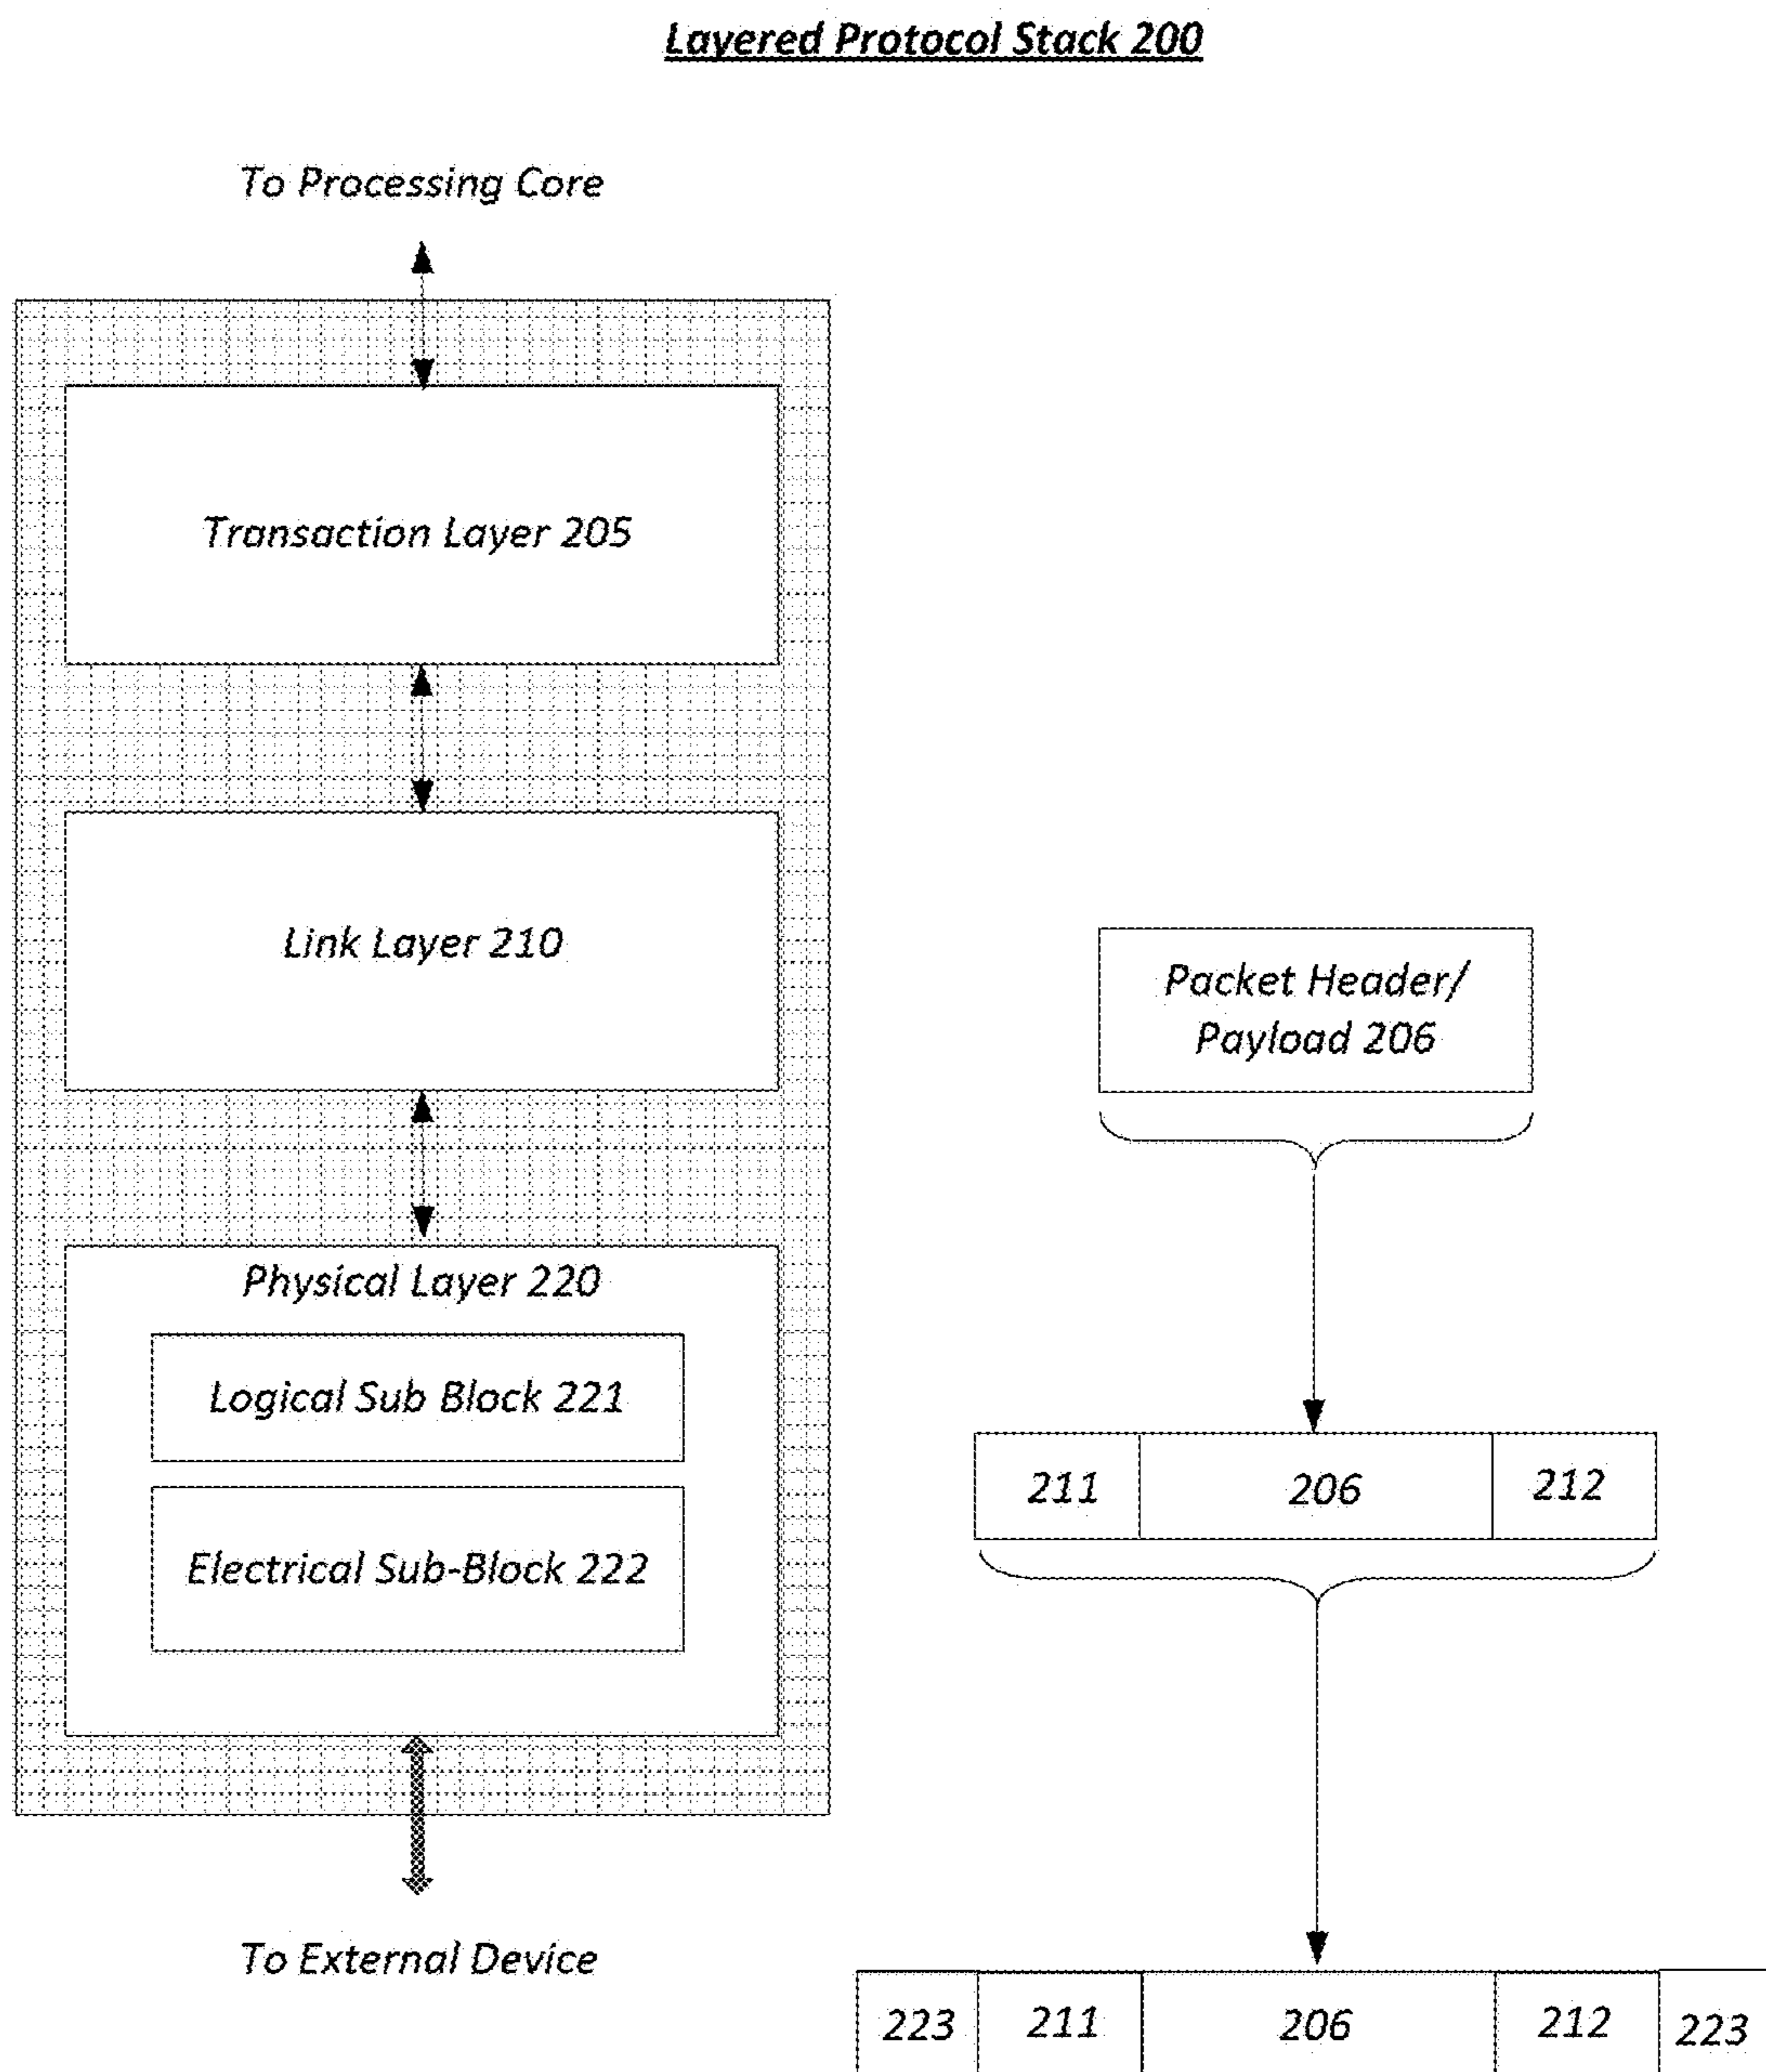 Layered Protocol Stack 200
To Processing Core
Transaction Layer 205
Link Layer 210
Packet Header/
Payload 206
Physical Layer 220
Logical Sub Block 221
Electrical Sub-Block 222
211 206 212
To External Device
223 211 206 212 223